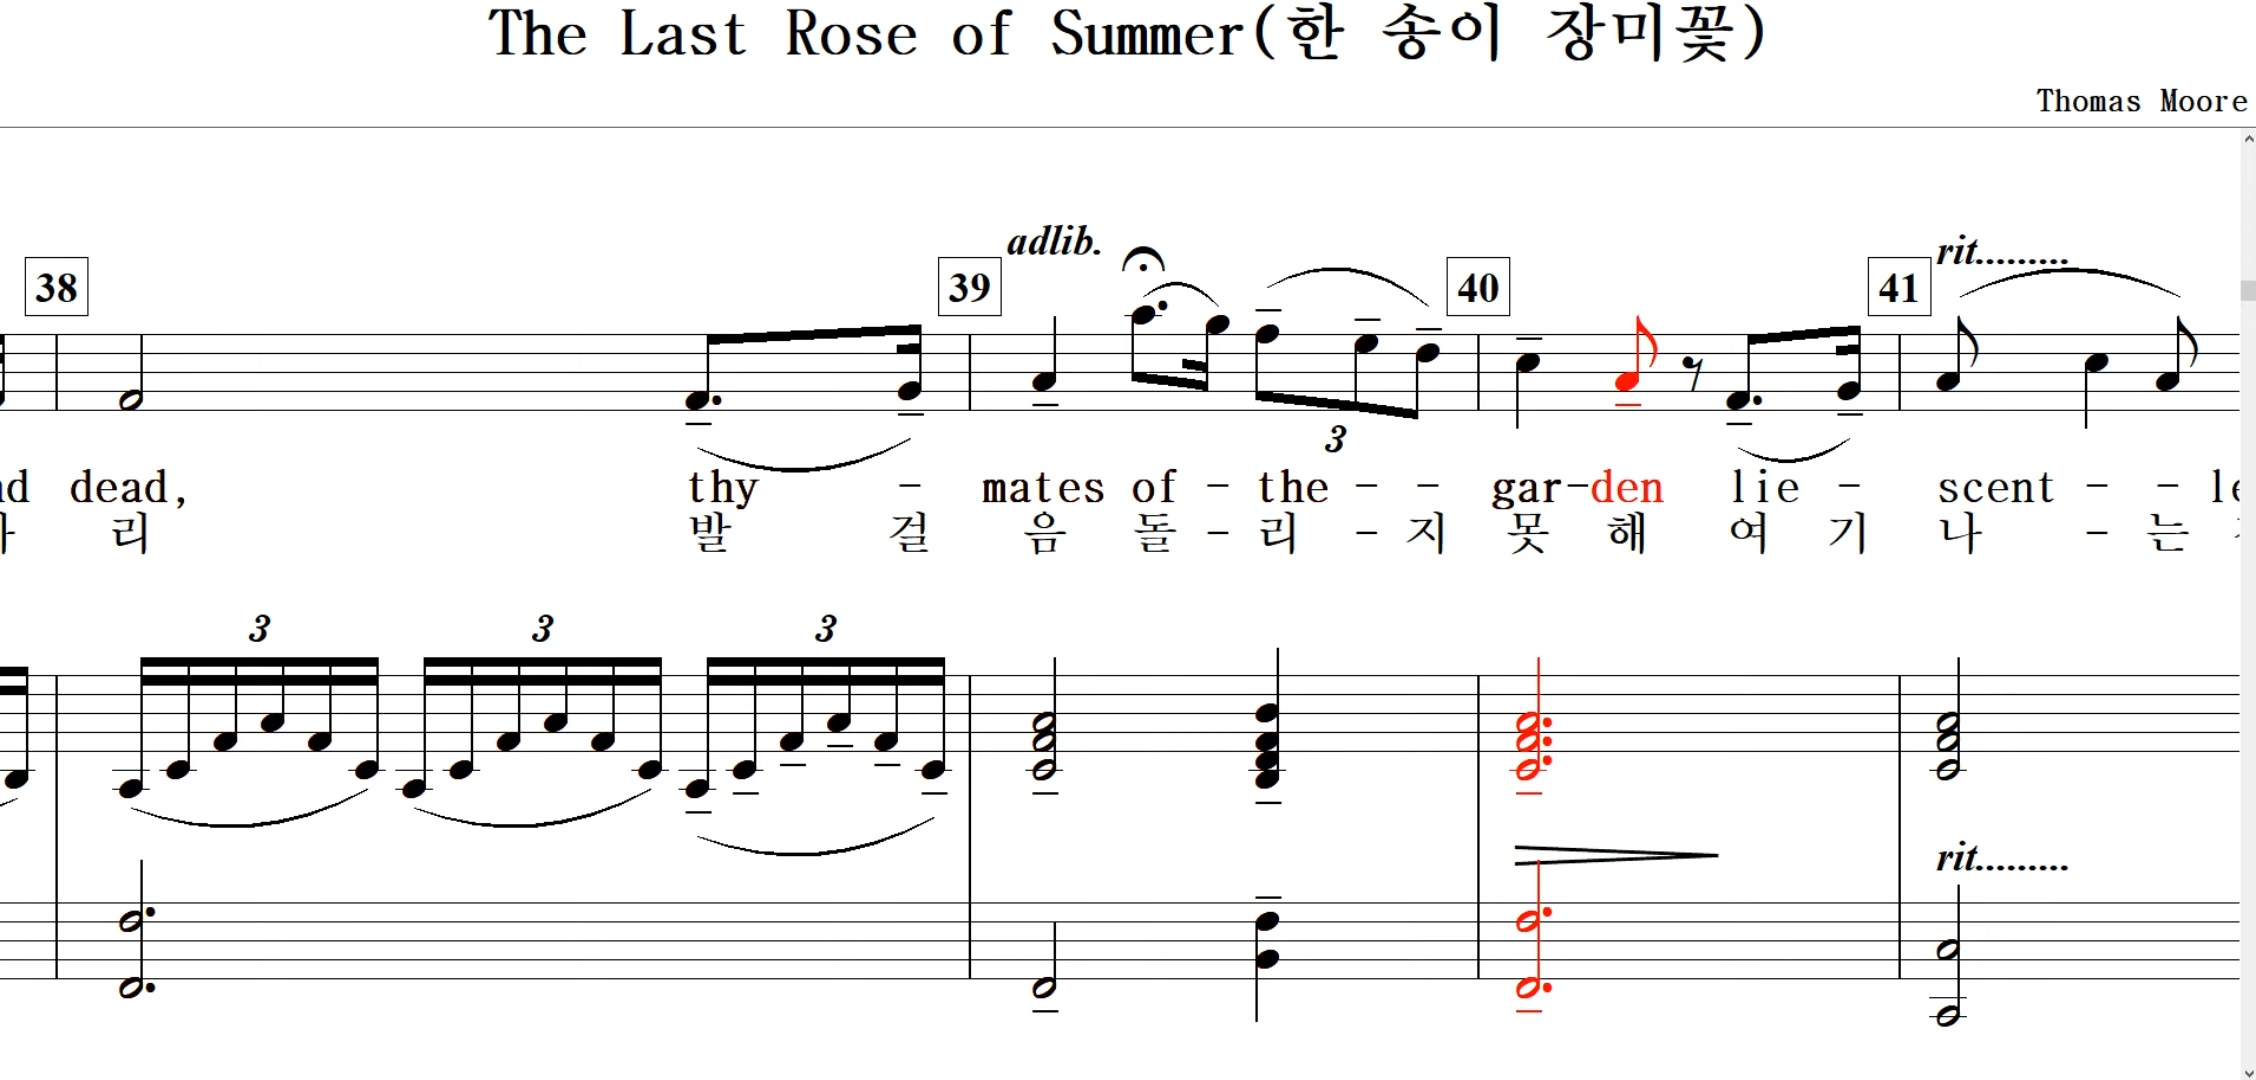 The Last Rose of Summer(한 송이 장미꽃)
Thomas Moore
adlib.
rit.........
38 39 40 41
3
dead, thy - mates of - the - - gar-den lie - scent - -
리 발 걸 음 돌 - 리 - 지 못 해 여 기 나 - 는
3 3 3
rit.........